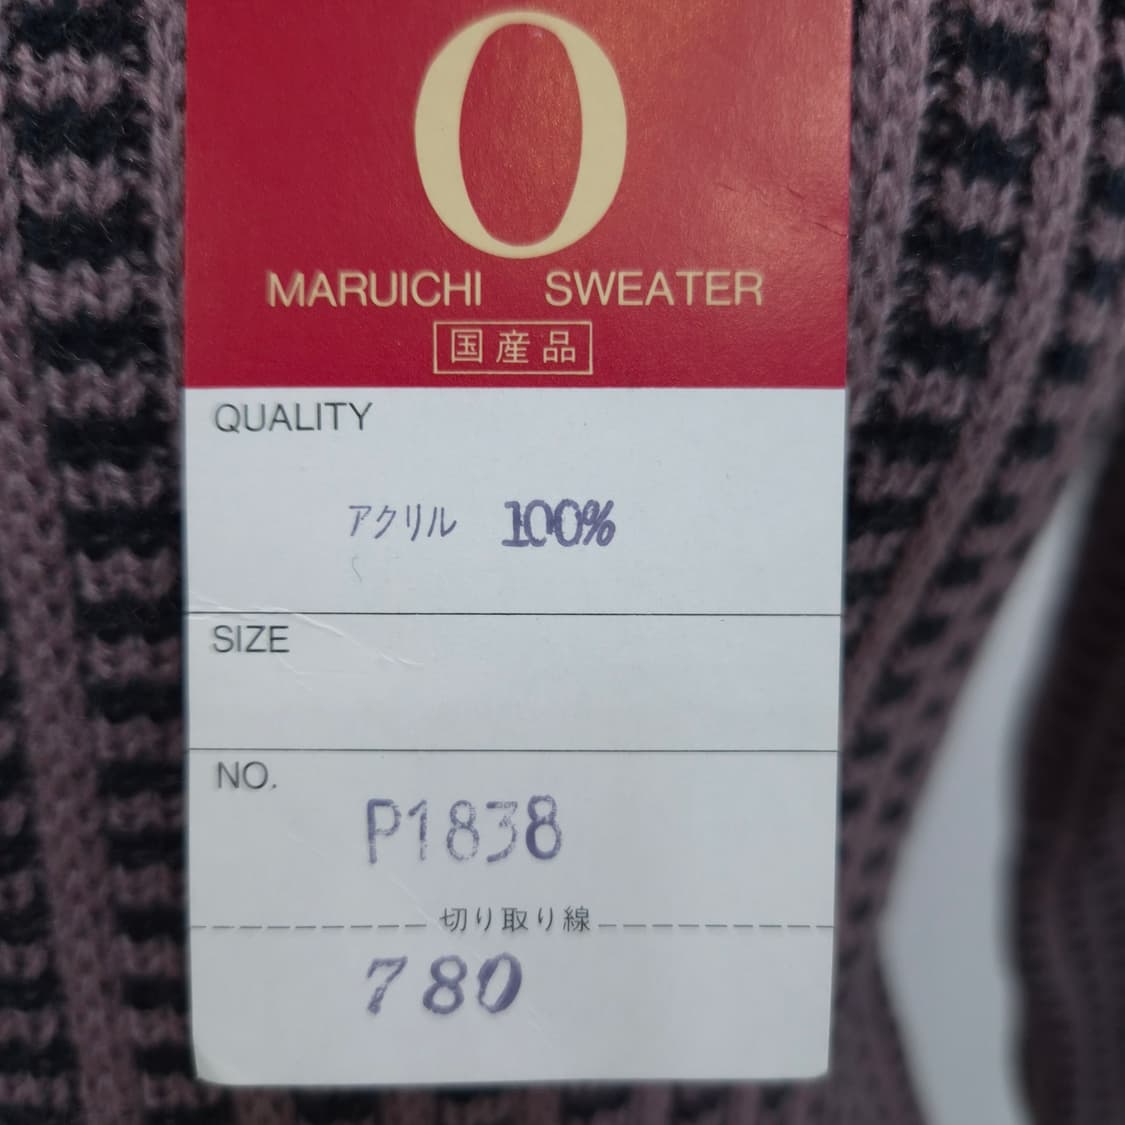 O
MARUICHI SWEATER
国産品
QUALITY
アクリル 100%
SIZE
NO.
P1838
切り取り線
780